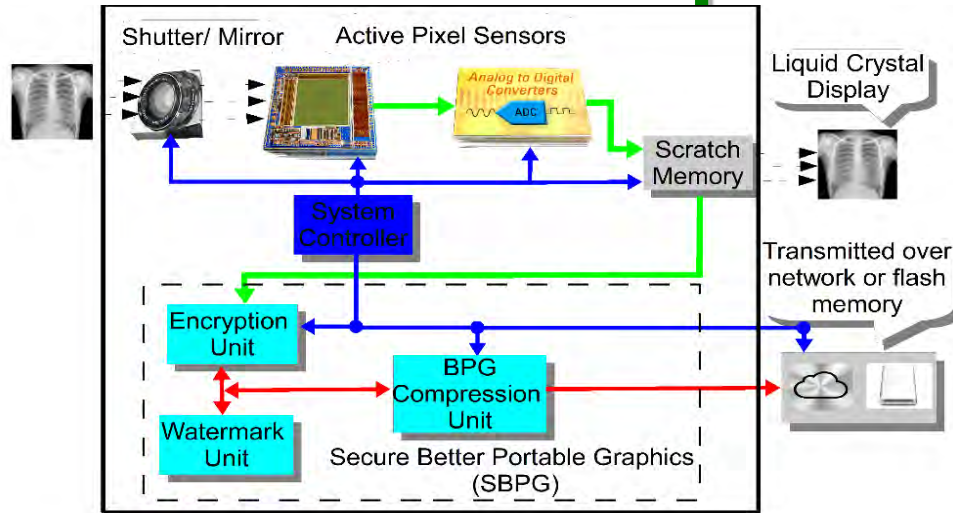 Shutter/ Mirror
Active Pixel Sensors
Analog to Digital
Converters
ADC
Liquid Crystal
Display
Scratch
Memory
System
Controller
Transmitted over
network or flash
memory
Encryption
Unit
BPG
Compression
Unit
Watermark
Unit
Secure Better Portable Graphics
(SBPG)